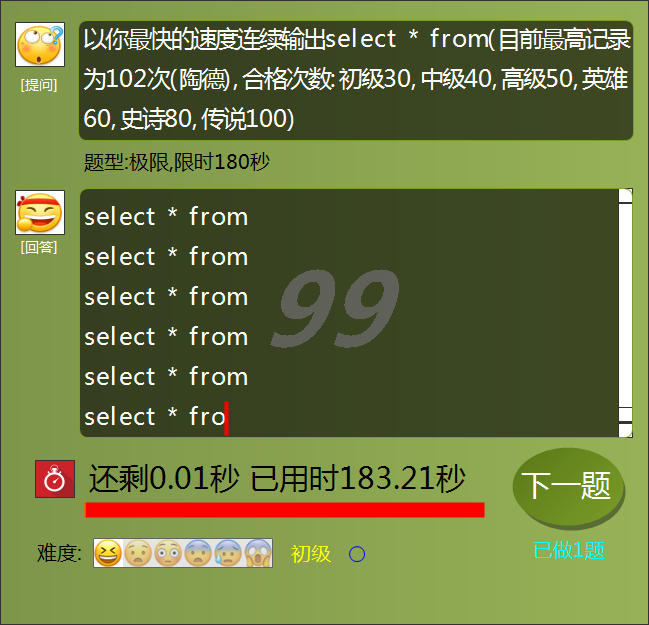 以你最快的速度连续输出select * from(目前最高记录
为102次(陶德),合格次数:初级30,中级40,高级50,英雄
60,史诗80,传说100)
[提问]
题型:极限,限时180秒
select * from
[回答]
select * from
select * from
99
select * from
select * from
select * fro
还剩0.01秒 已用时183.21秒
下一题
难度:
初级
已做1题